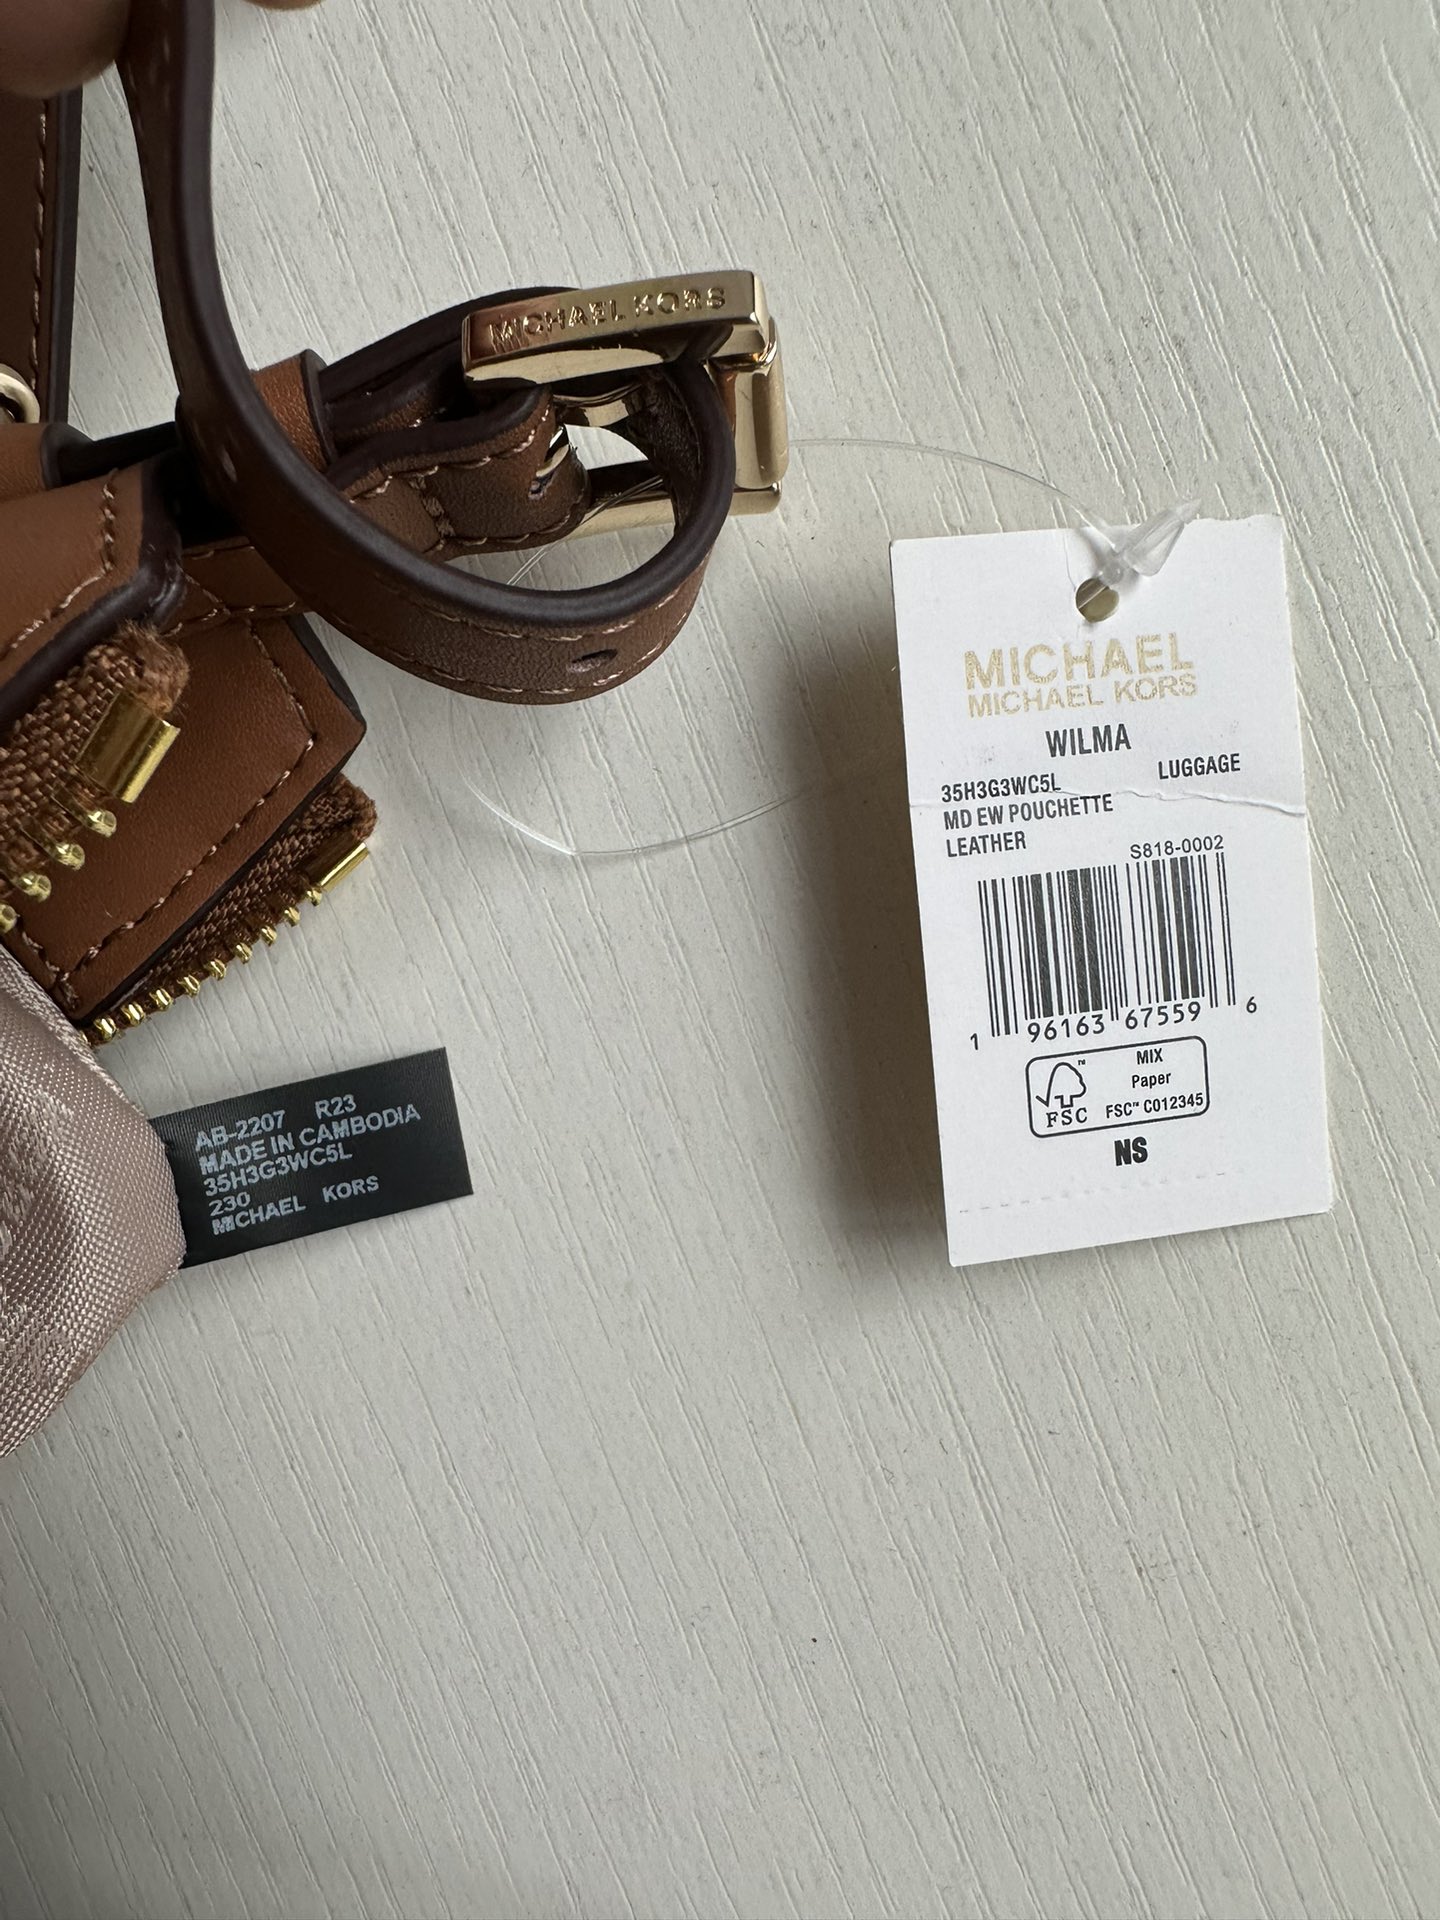 MICHAEL KORS
MICHAEL
MICHAEL KORS
WILMA
35H3G3WC5L LUGGAGE
MD EW POUCHETTE
LEATHER
S818-0002
1 96163 67559 6
FSC
MIX
Paper
FSC™ C012345
NS
AB-2207 R23
MADE IN CAMBODIA
35H3G3WC5L
230
MICHAEL KORS